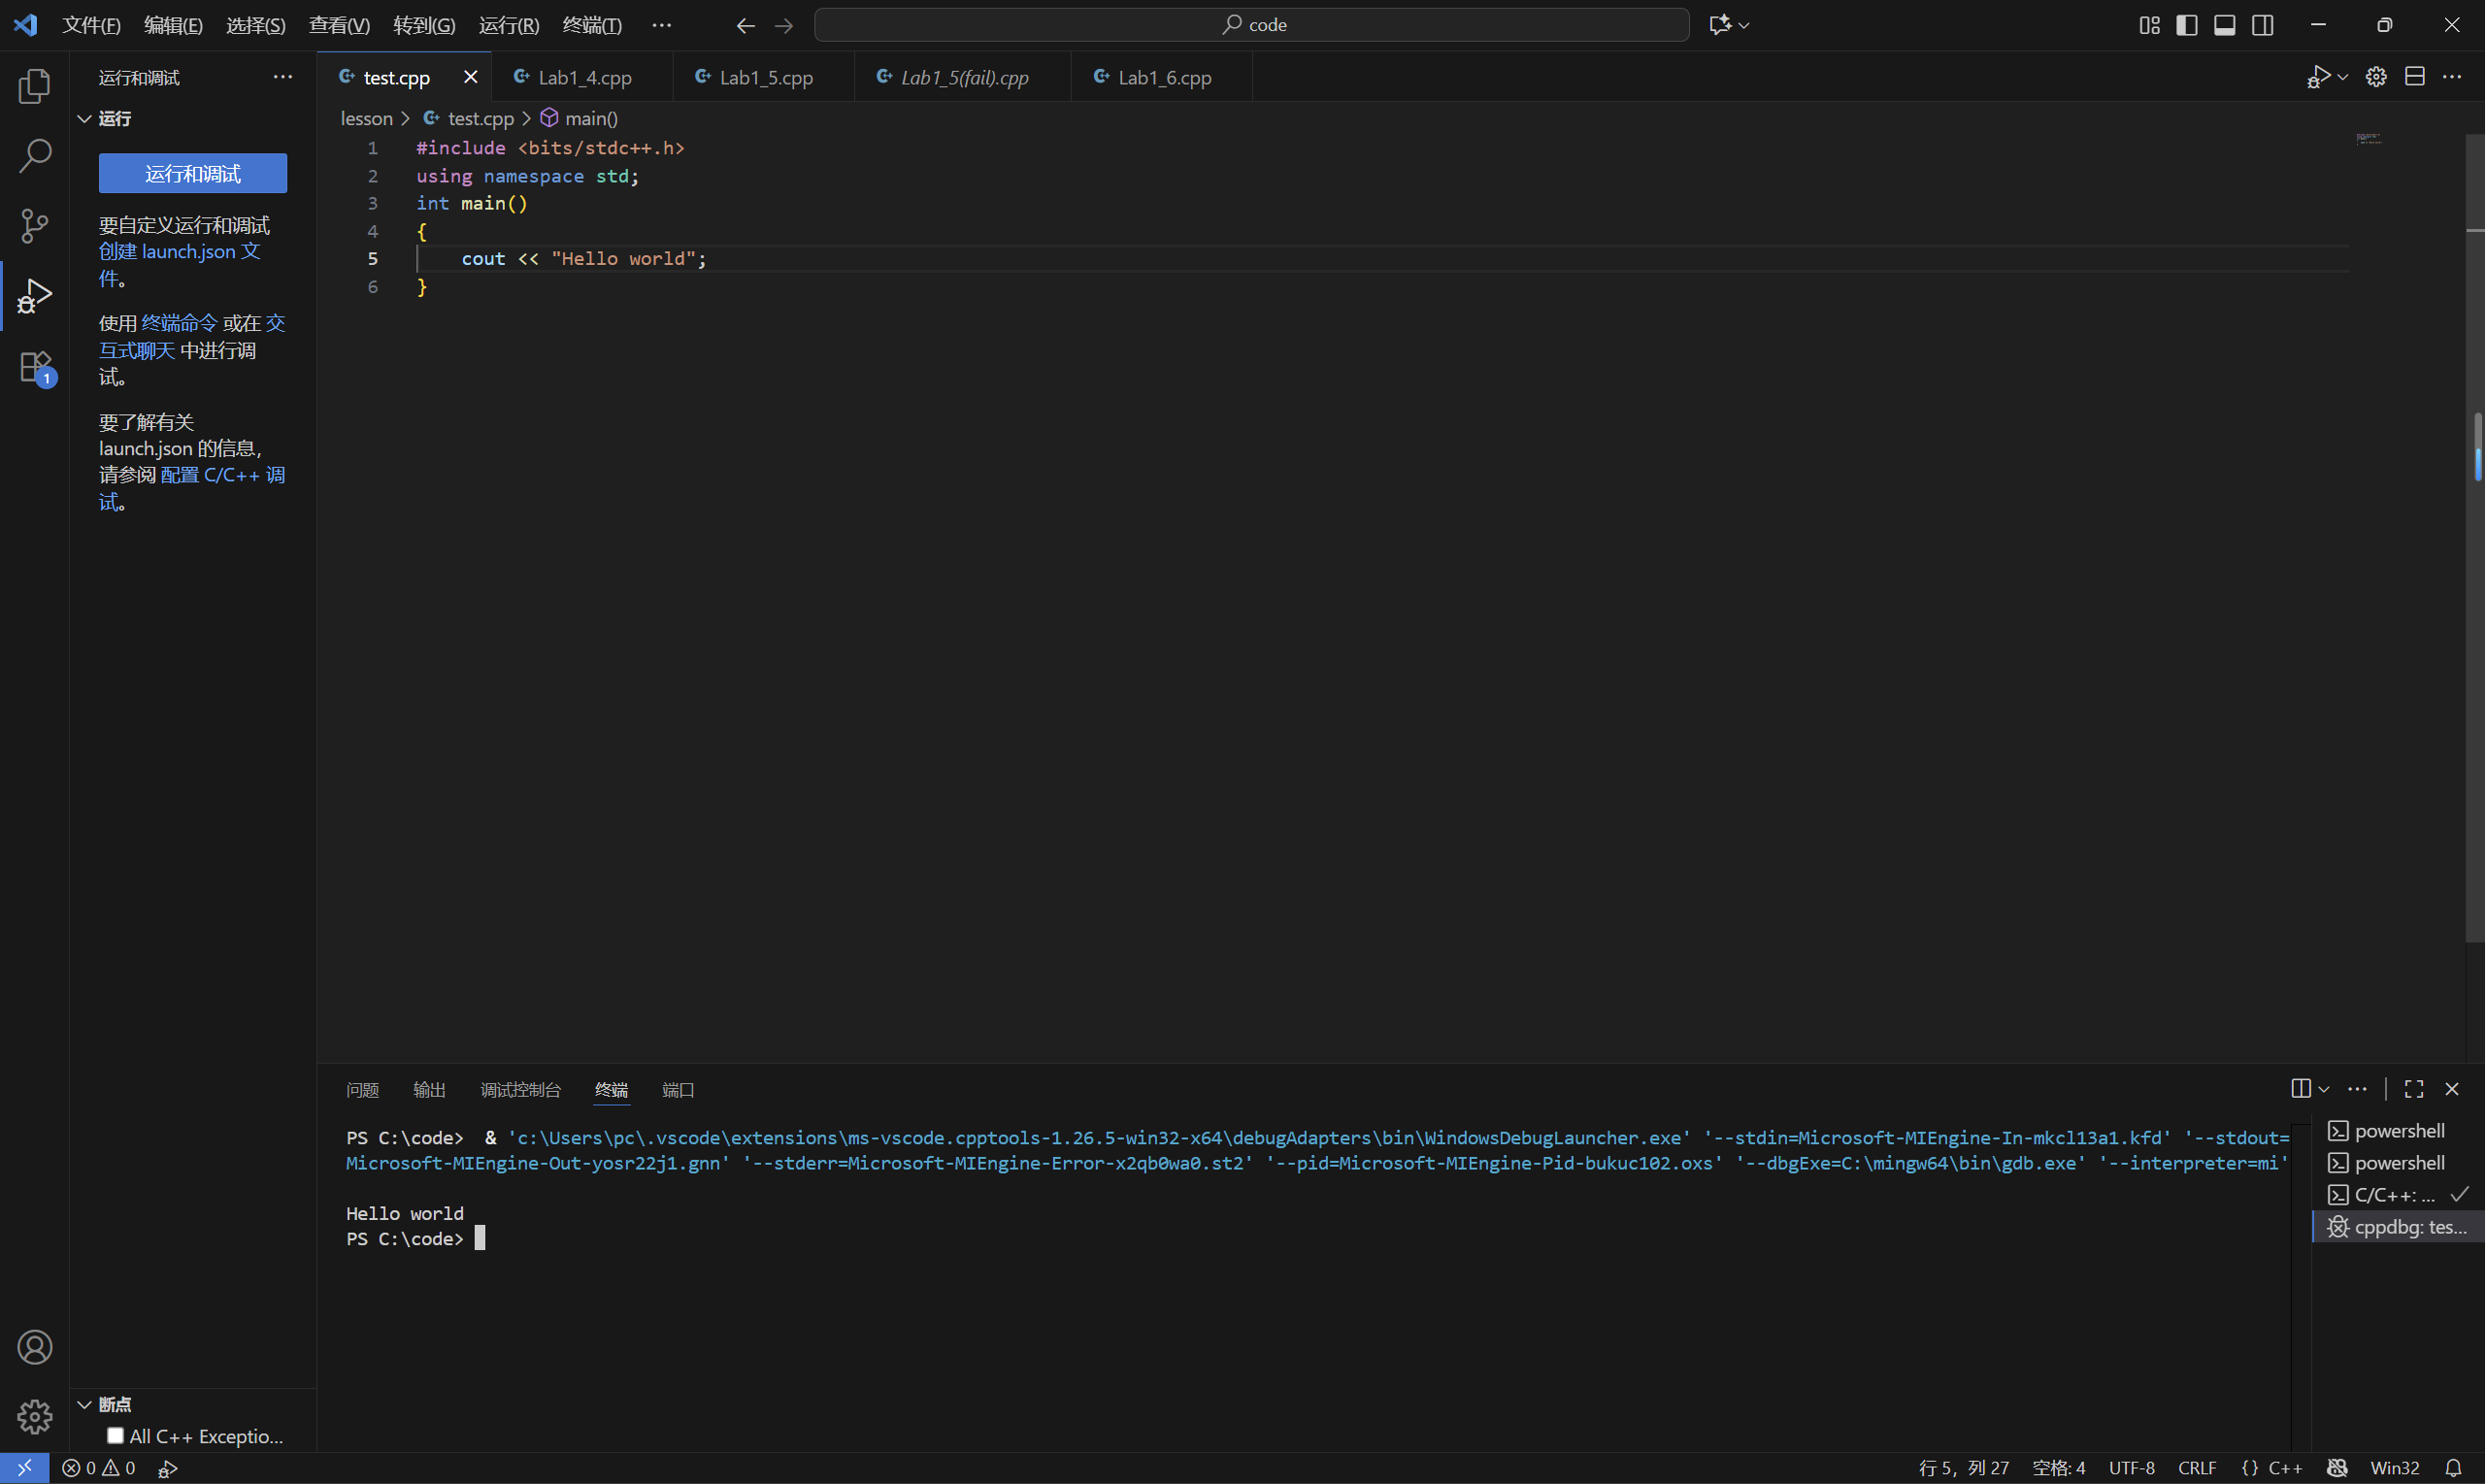 文件(F) 编辑(E) 选择(S) 查看(V) 转到(G) 运行(R) 终端(T) ··· code
运行和调试 ···
运行
运行和调试
要自定义运行和调试
创建 launch.json 文
件。
使用 终端命令 或在 交
互式聊天 中进行调
试。
要了解有关
launch.json 的信息,
请参阅 配置 C/C++ 调
试。
断点
All C++ Exceptio...
1
test.cpp Lab1_4.cpp Lab1_5.cpp Lab1_5(fail).cpp Lab1_6.cpp
lesson > test.cpp > main()
1 #include <bits/stdc++.h>
2 using namespace std;
3 int main()
4 {
5 cout << "Hello world";
6 }
问题 输出 调试控制台 终端 端口
PS C:\code>  & 'c:\Users\pc\.vscode\extensions\ms-vscode.cpptools-1.26.5-win32-x64\debugAdapters\bin\WindowsDebugLauncher.exe' '--stdin=Microsoft-MIEngine-In-mkcl13a1.kfd' '--stdout=
Microsoft-MIEngine-Out-yosr22j1.gnn' '--stderr=Microsoft-MIEngine-Error-x2qb0wa0.st2' '--pid=Microsoft-MIEngine-Pid-bukuc102.oxs' '--dbgExe=C:\mingw64\bin\gdb.exe' '--interpreter=mi'
Hello world
PS C:\code>
powershell
powershell
C/C++: ...
cppdbg: tes...
0 0 行 5，列 27 空格: 4 UTF-8 CRLF {} C++ Win32